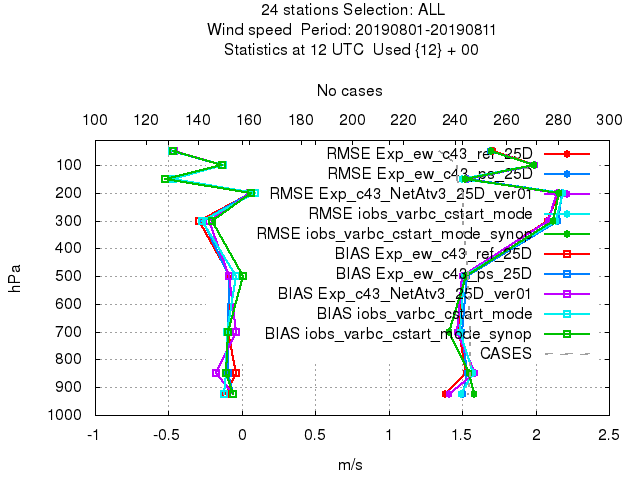 24 stations Selection: ALL
Wind speed  Period: 20190801-20190811
Statistics at 12 UTC  Used {12} + 00
No cases
100 120 140 160 180 200 220 240 260 280 300
RMSE Exp_ew_c43_ref_25D
100
RMSE Exp_ew_c43_ps_25D
200
RMSE Exp_c43_NetAtv3_25D_ver01
RMSE iobs_varbc_cstart_mode
300
RMSE iobs_varbc_cstart_mode_synop
400
BIAS Exp_ew_c43_ref_25D
hPa
500
BIAS Exp_ew_c43_ps_25D
BIAS Exp_c43_NetAtv3_25D_ver01
600
BIAS iobs_varbc_cstart_mode
700
BIAS iobs_varbc_cstart_mode_synop
800
CASES
900
1000
-1 -0.5 0 0.5 1 1.5 2 2.5
m/s